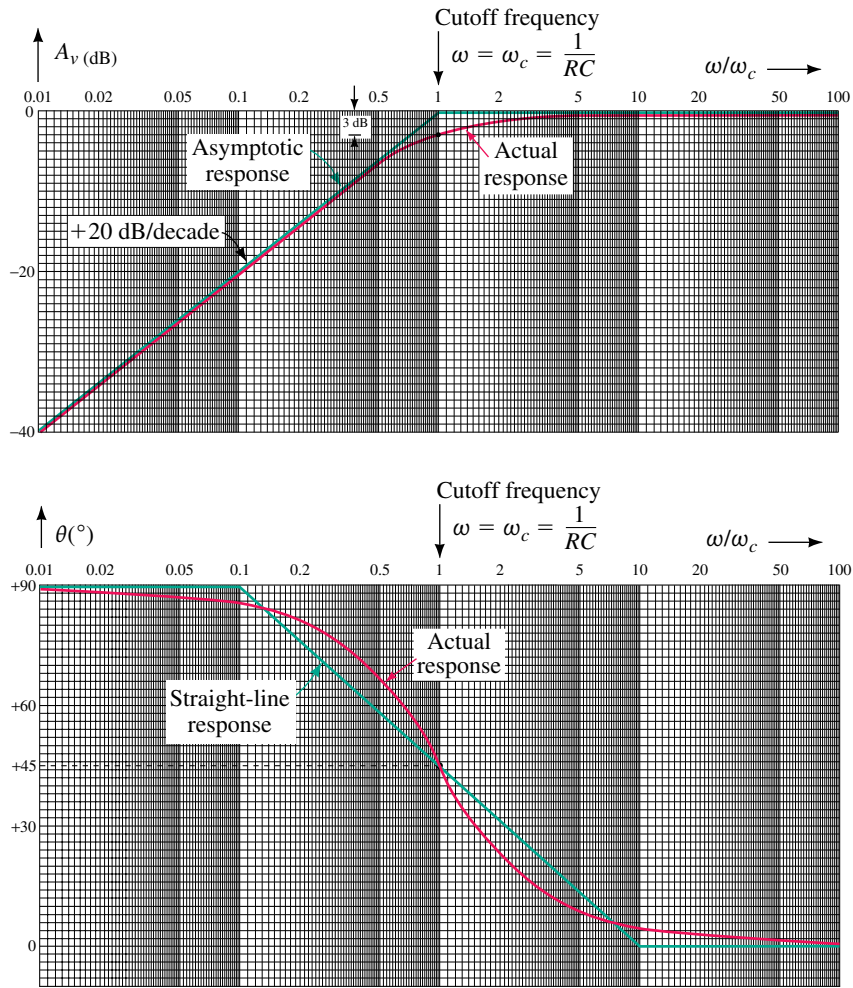 Cutoff frequency
A_v (dB)
ω = ω_c = 1/RC
ω/ω_c
0.01 0.02 0.05 0.1 0.2 0.5 1 2 5 10 20 50 100
0
3 dB
Asymptotic
response
Actual
response
+20 dB/decade
–20
–30
–40
Cutoff frequency
θ(°)
ω = ω_c = 1/RC
ω/ω_c
0.01 0.02 0.05 0.1 0.2 0.5 1 2 5 10 20 50 100
+90
Actual
response
Straight-line
response
+60
+45
+30
0